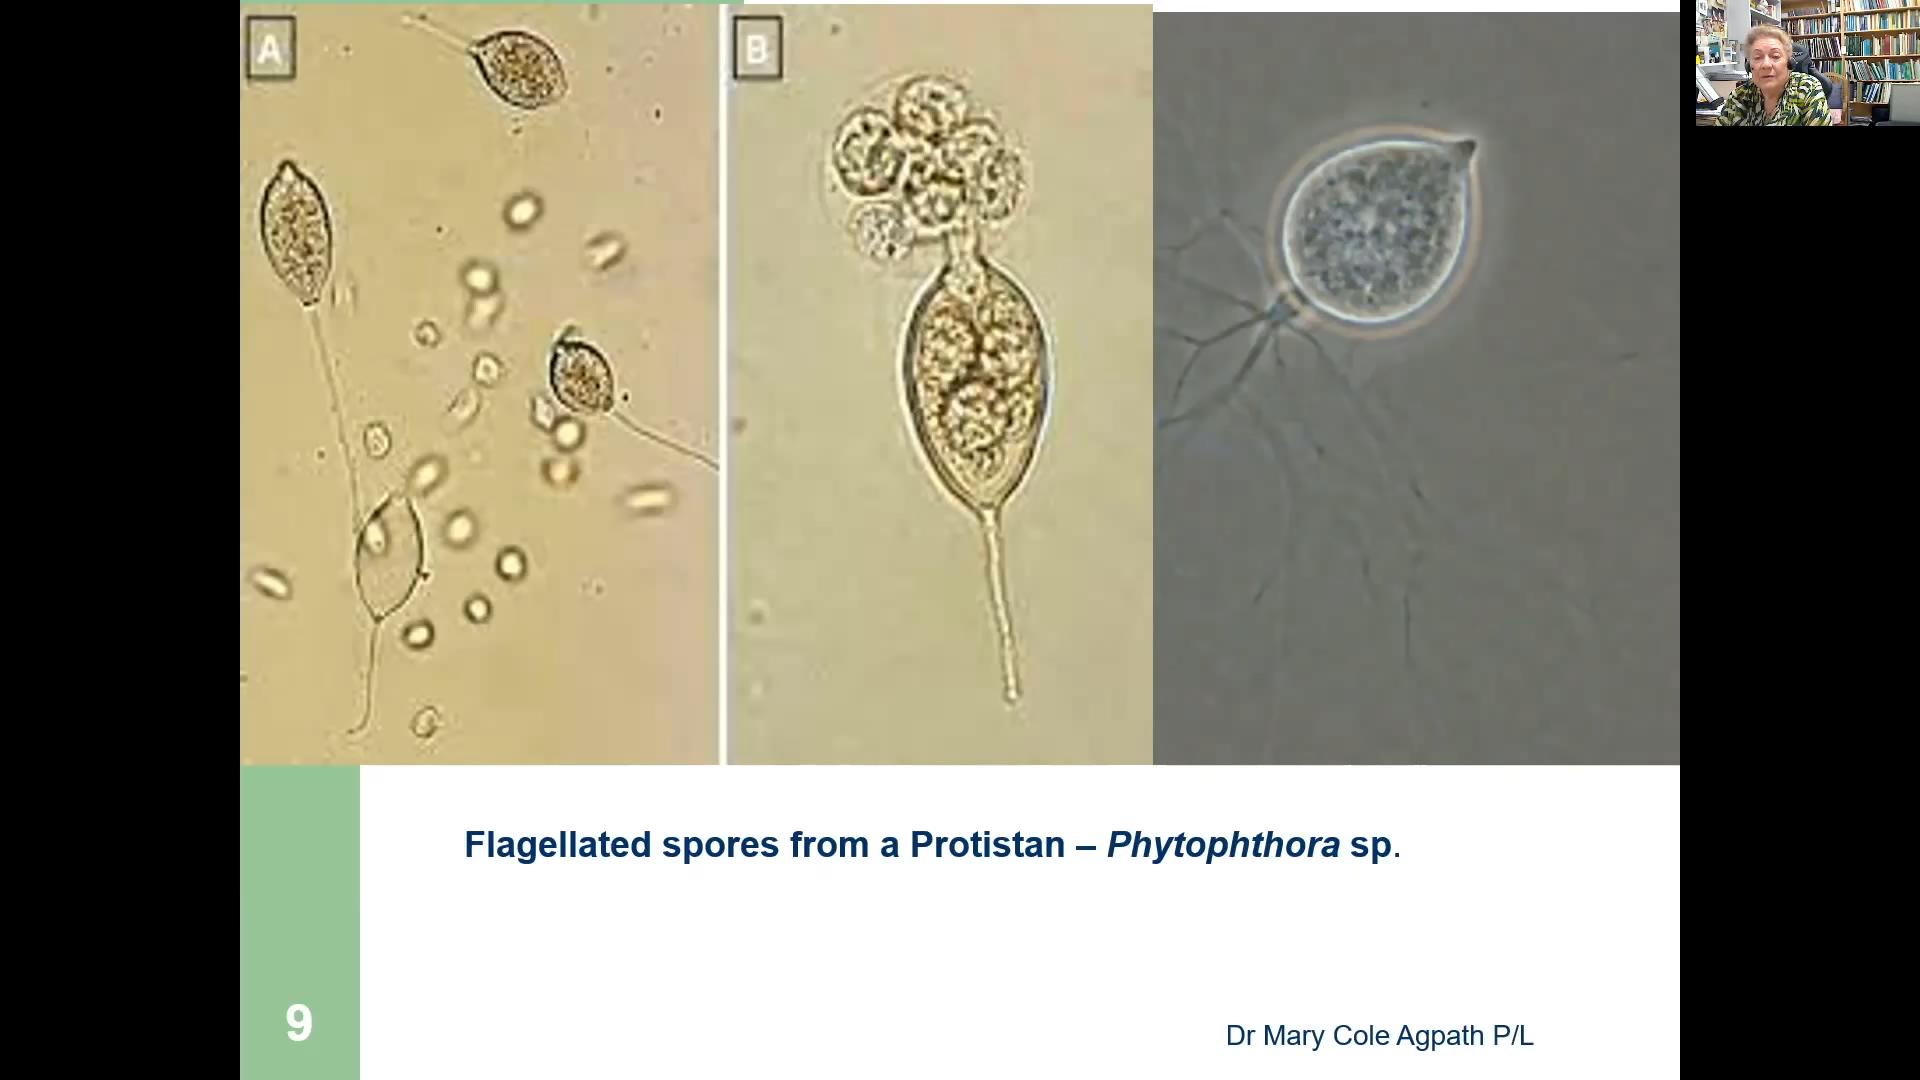 A
B
Flagellated spores from a Protistan – Phytophthora sp.
9
Dr Mary Cole Agpath P/L